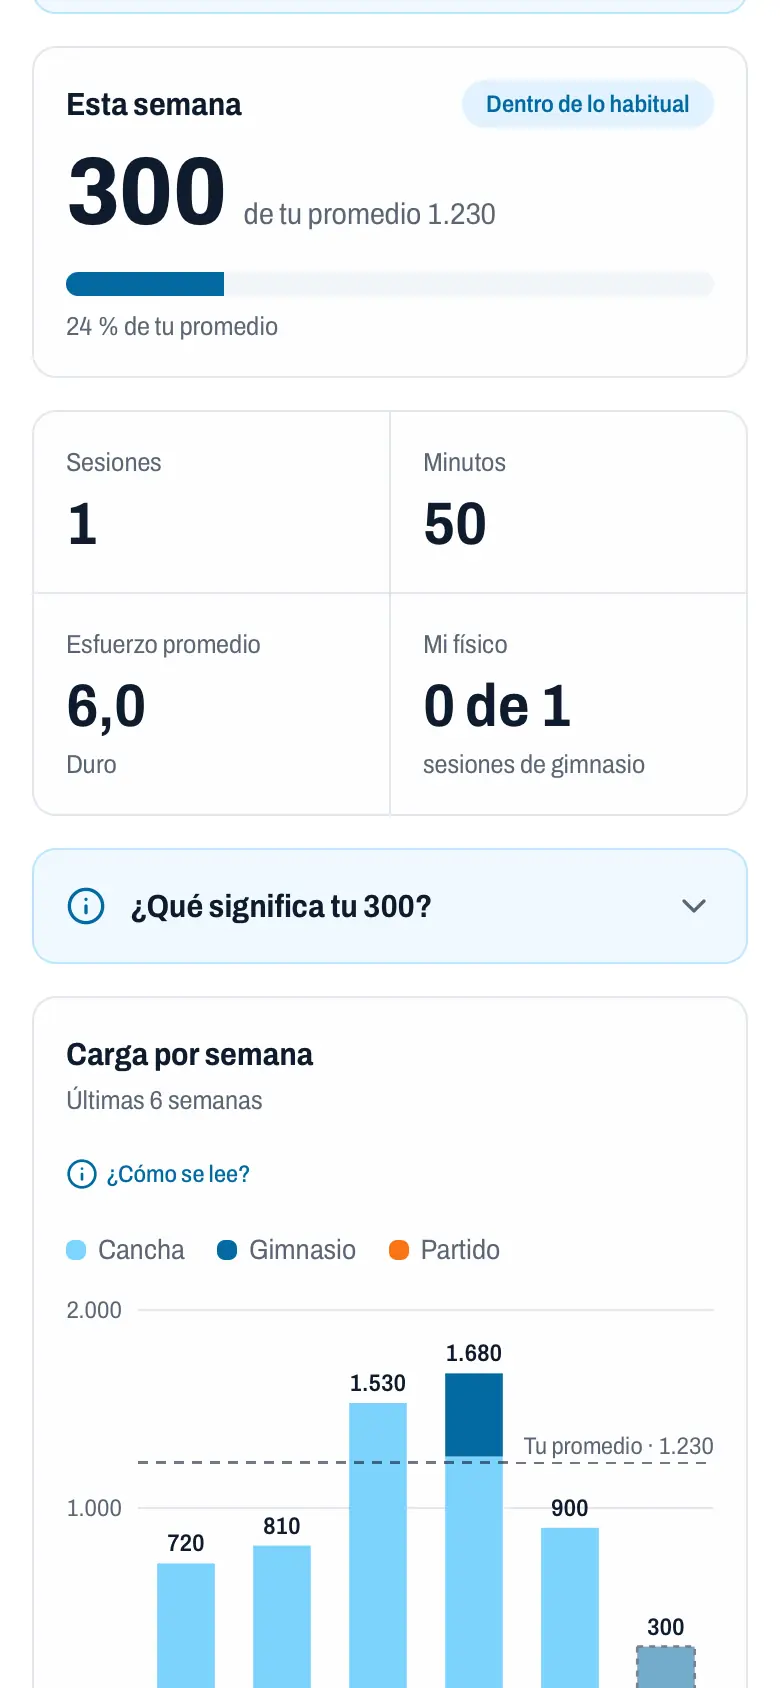 Esta semana
Dentro de lo habitual
300 de tu promedio 1.230
24 % de tu promedio
Sesiones
1
Minutos
50
Esfuerzo promedio
6,0
Duro
Mi físico
0 de 1
sesiones de gimnasio
¿Qué significa tu 300?
Carga por semana
Últimas 6 semanas
¿Cómo se lee?
Cancha Gimnasio Partido
2.000
1.680
1.530
Tu promedio · 1.230
1.000
900
810
720
300